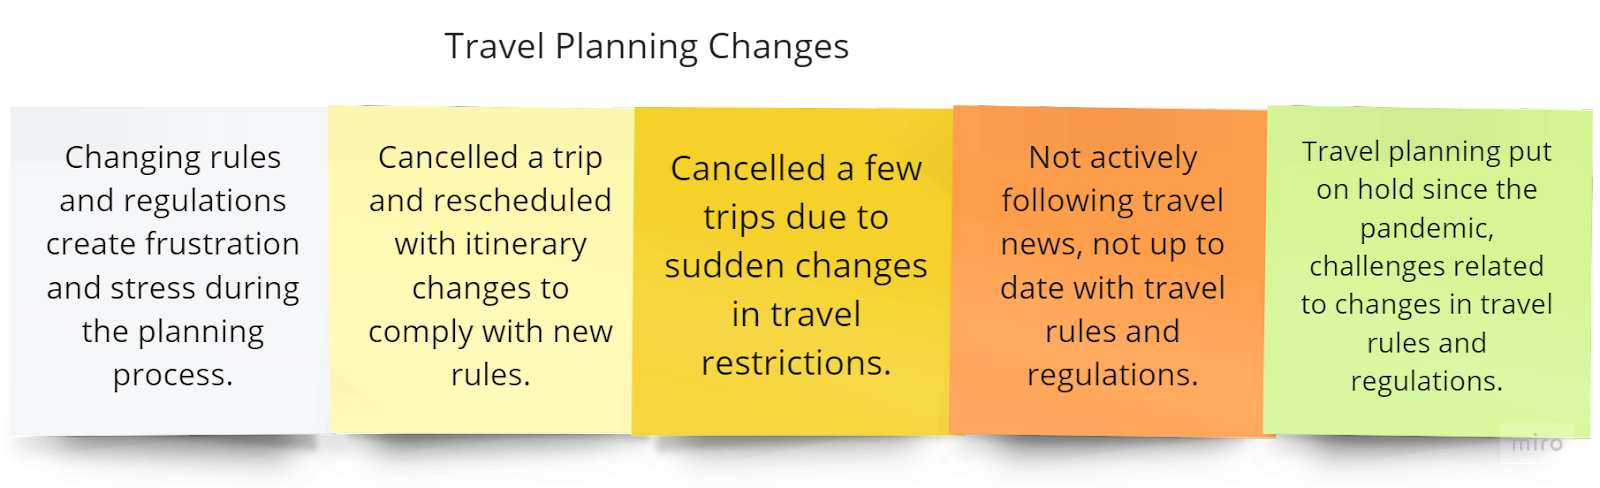 Travel Planning Changes
Changing rules
and regulations
create frustration
and stress during
the planning
process.
Cancelled a trip
and rescheduled
with itinerary
changes to
comply with new
rules.
Cancelled a few
trips due to
sudden changes
in travel
restrictions.
Not actively
following travel
news, not up to
date with travel
rules and
regulations.
Travel planning put
on hold since the
pandemic,
challenges related
to changes in travel
rules and
regulations.
miro